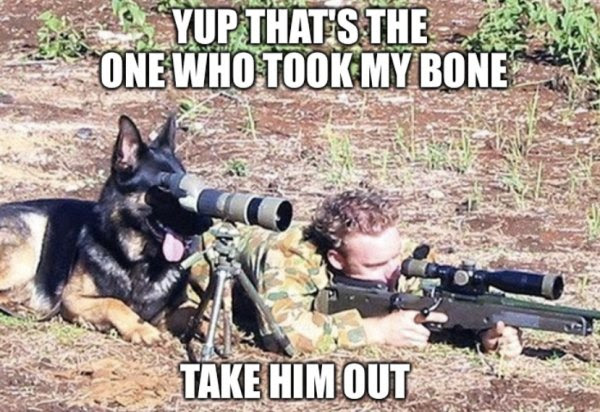 YUP THAT'S THE
ONE WHO TOOK MY BONE
TAKE HIM OUT